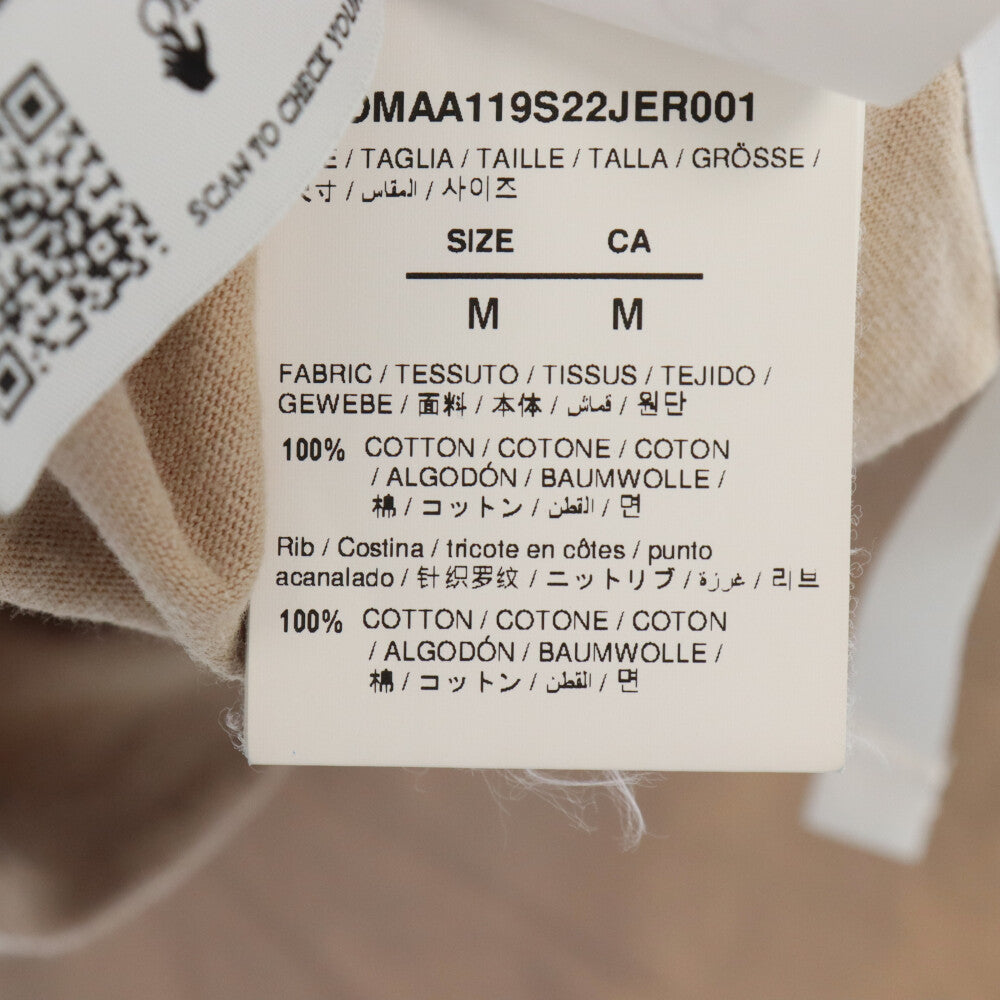 SCAN TO CHECK YOUR
OMAA119S22JER001
/ TAGLIA / TAILLE / TALLA / GRÖSSE /
寸 / المقاس / 사이즈
SIZE CA
M M
FABRIC / TESSUTO / TISSUS / TEJIDO /
GEWEBE / 面料 / 本体 / قماش / 원단
100% COTTON / COTONE / COTON
/ ALGODÓN / BAUMWOLLE /
棉 / コットン / القطن / 면
Rib / Costina / tricote en côtes / punto
acanalado / 针织罗纹 / ニットリブ / غرزة / 리브
100% COTTON / COTONE / COTON
/ ALGODÓN / BAUMWOLLE /
棉 / コットン / القطن / 면